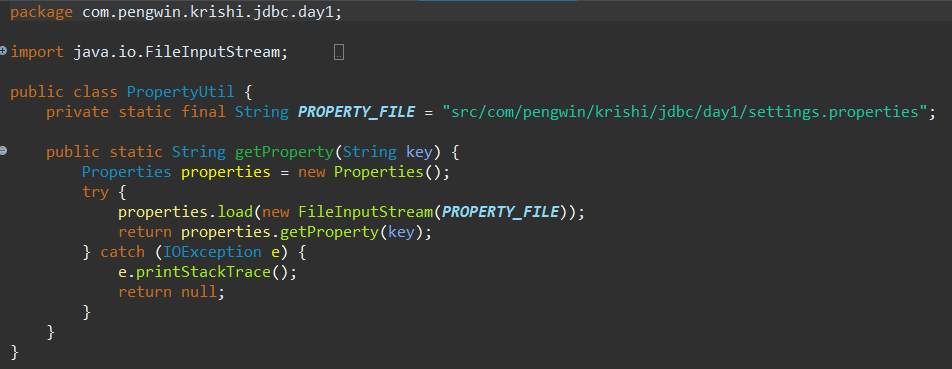 package com.pengwin.krishi.jdbc.day1;
import java.io.FileInputStream;
public class PropertyUtil {
private static final String PROPERTY_FILE = "src/com/pengwin/krishi/jdbc/day1/settings.properties";
public static String getProperty(String key) {
Properties properties = new Properties();
try {
properties.load(new FileInputStream(PROPERTY_FILE));
return properties.getProperty(key);
} catch (IOException e) {
e.printStackTrace();
return null;
}
}
}